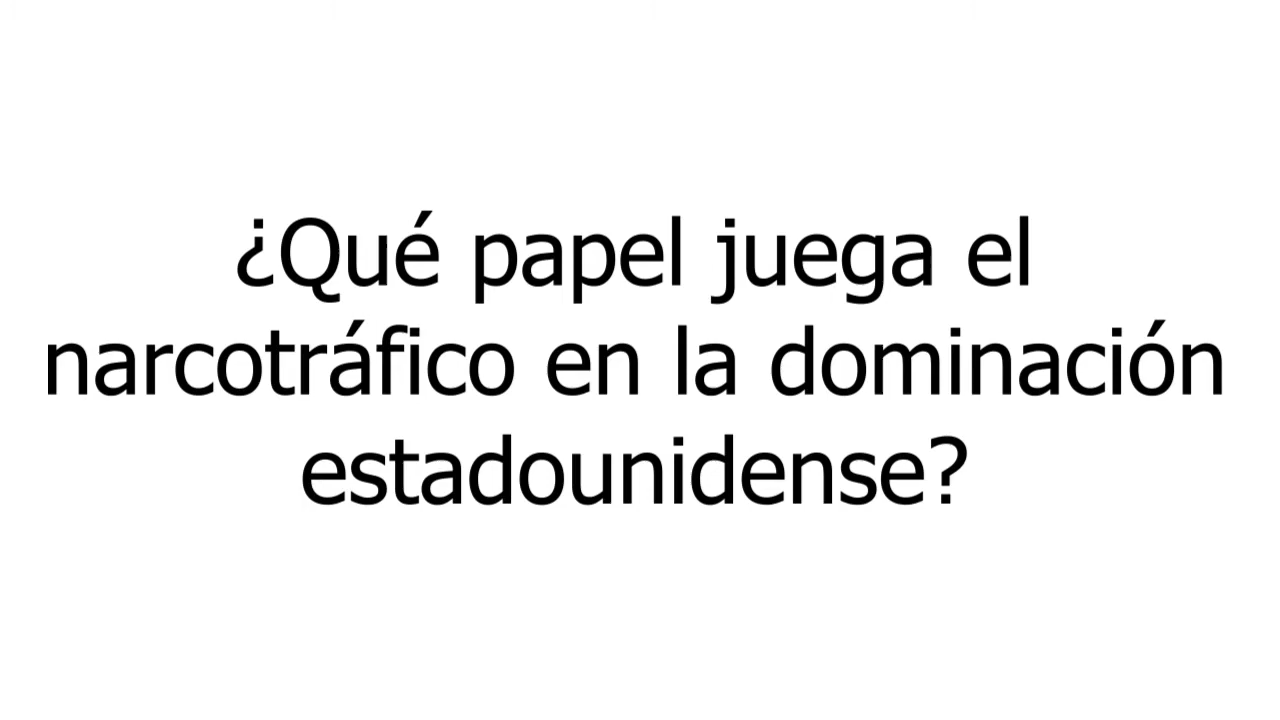 ¿Qué papel juega el
narcotráfico en la dominación
estadounidense?